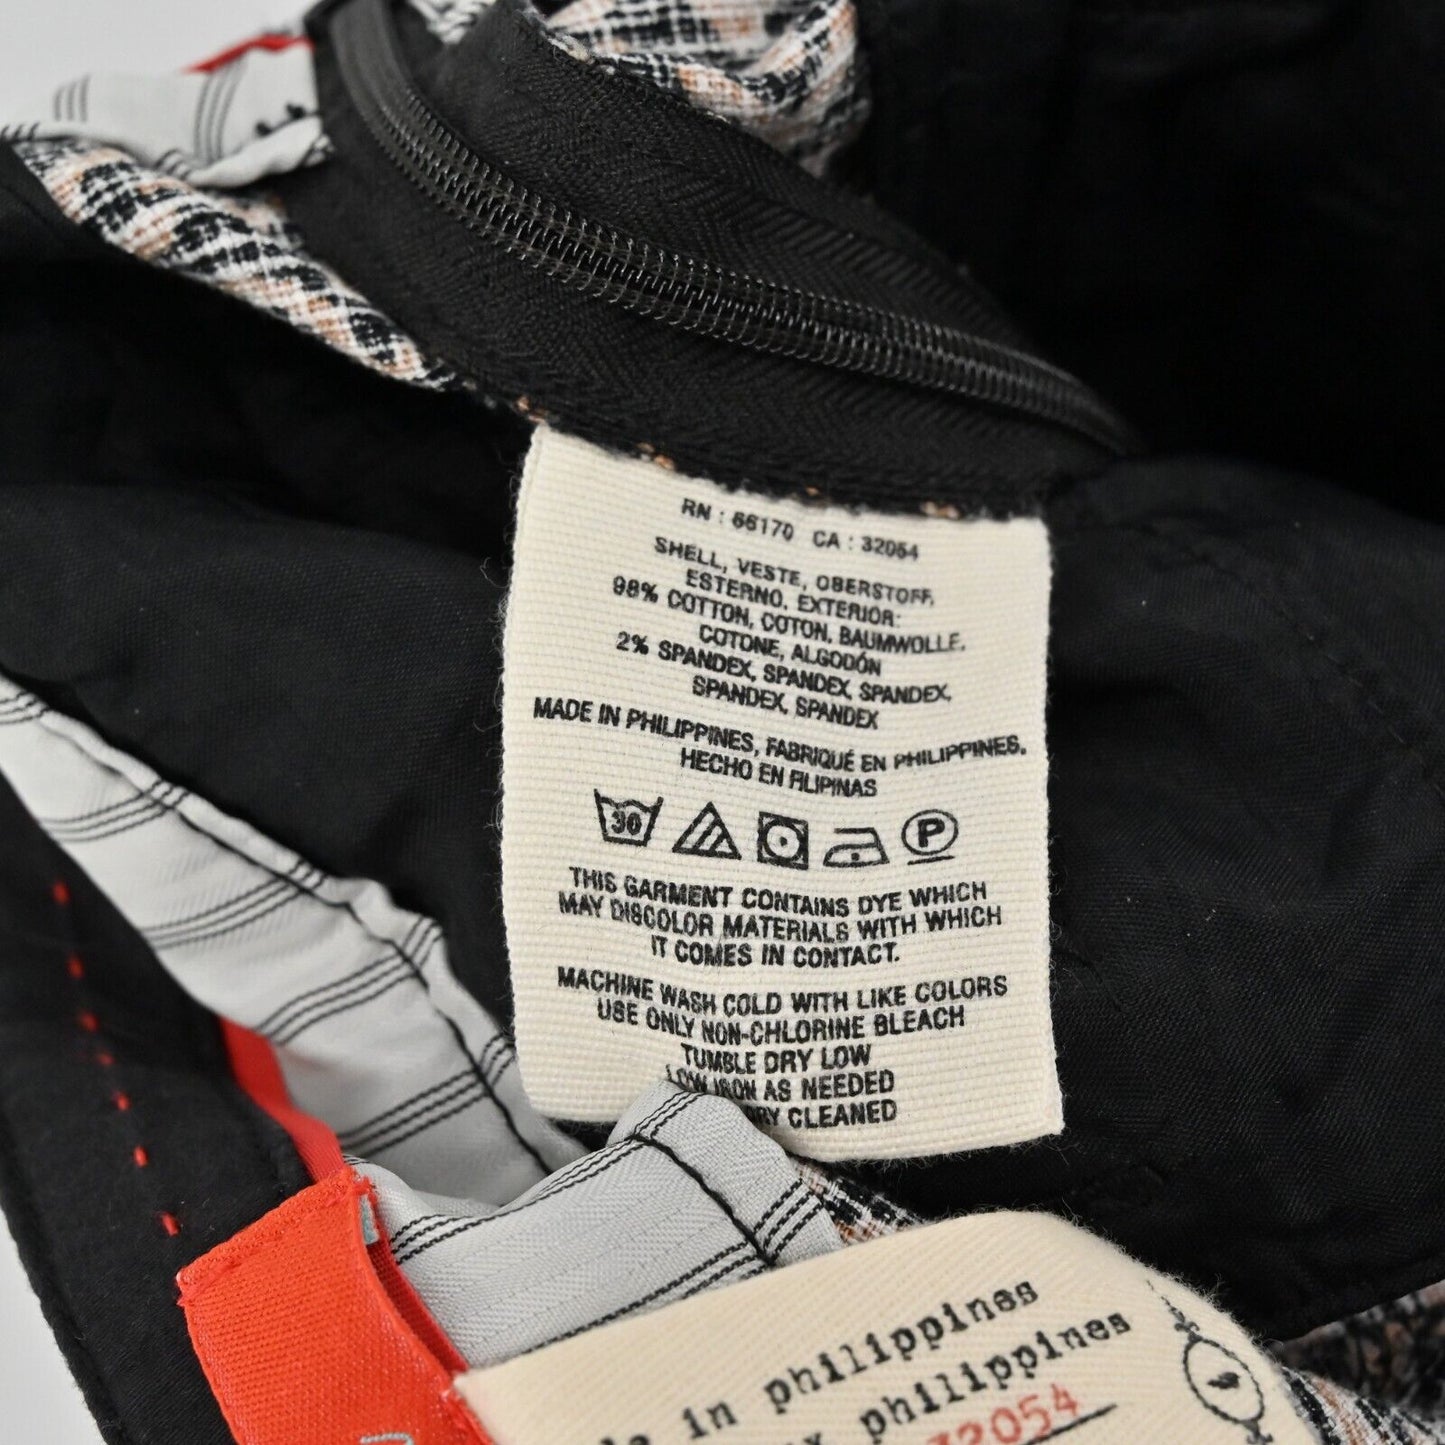 RN : 66170 CA : 32054
SHELL, VESTE, OBERSTOFF,
ESTERNO, EXTERIOR:
98% COTTON, COTON, BAUMWOLLE,
COTONE, ALGODÓN
2% SPANDEX, SPANDEX, SPANDEX,
SPANDEX, SPANDEX
MADE IN PHILIPPINES, FABRIQUÉ EN PHILIPPINES,
HECHO EN FILIPINAS
30
P
THIS GARMENT CONTAINS DYE WHICH
MAY DISCOLOR MATERIALS WITH WHICH
IT COMES IN CONTACT.
MACHINE WASH COLD WITH LIKE COLORS
USE ONLY NON-CHLORINE BLEACH
TUMBLE DRY LOW
LOW IRON AS NEEDED
DRY CLEANED
in philippines
philippines
32054